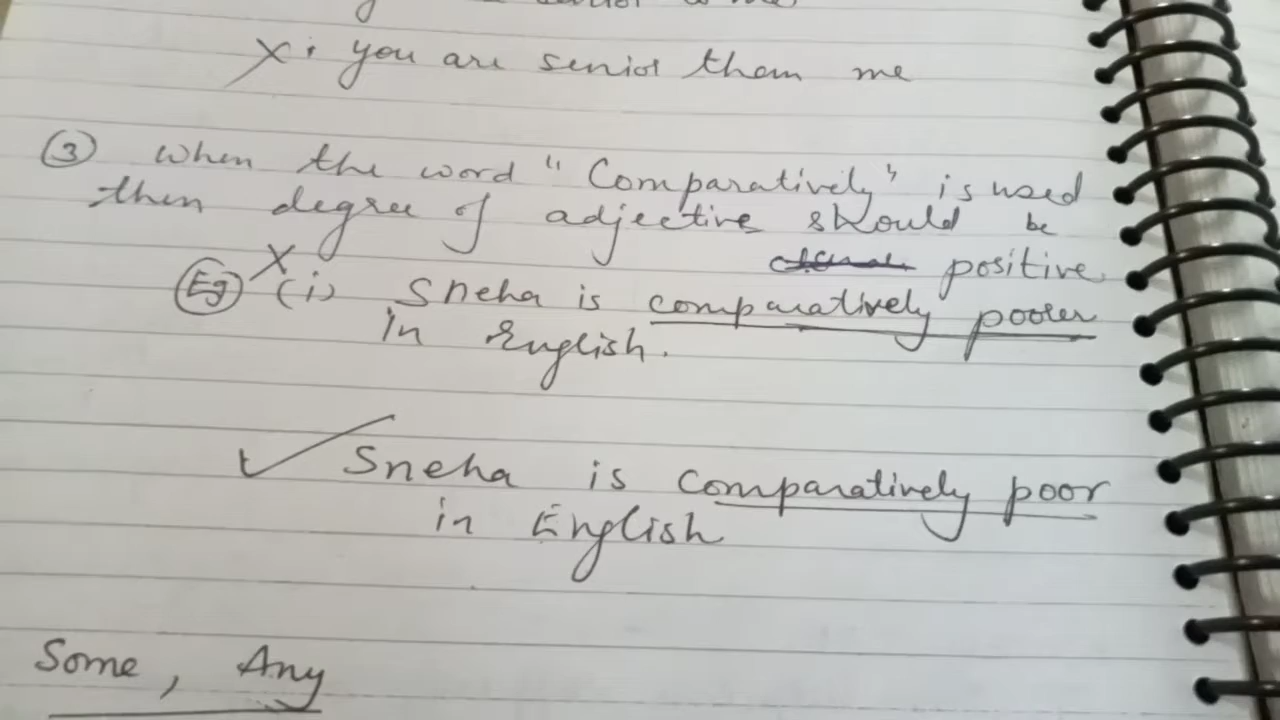 X. you are senior than me
③ When the word "Comparatively" is used
then degree of adjective should be
positive
Eg X (i) Sneha is comparatively poorer
in English.
✓ Sneha is comparatively poor
in English
Some, Any